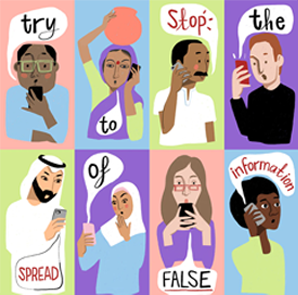 try
to
Stop
the
SPREAD
of
FALSE
information